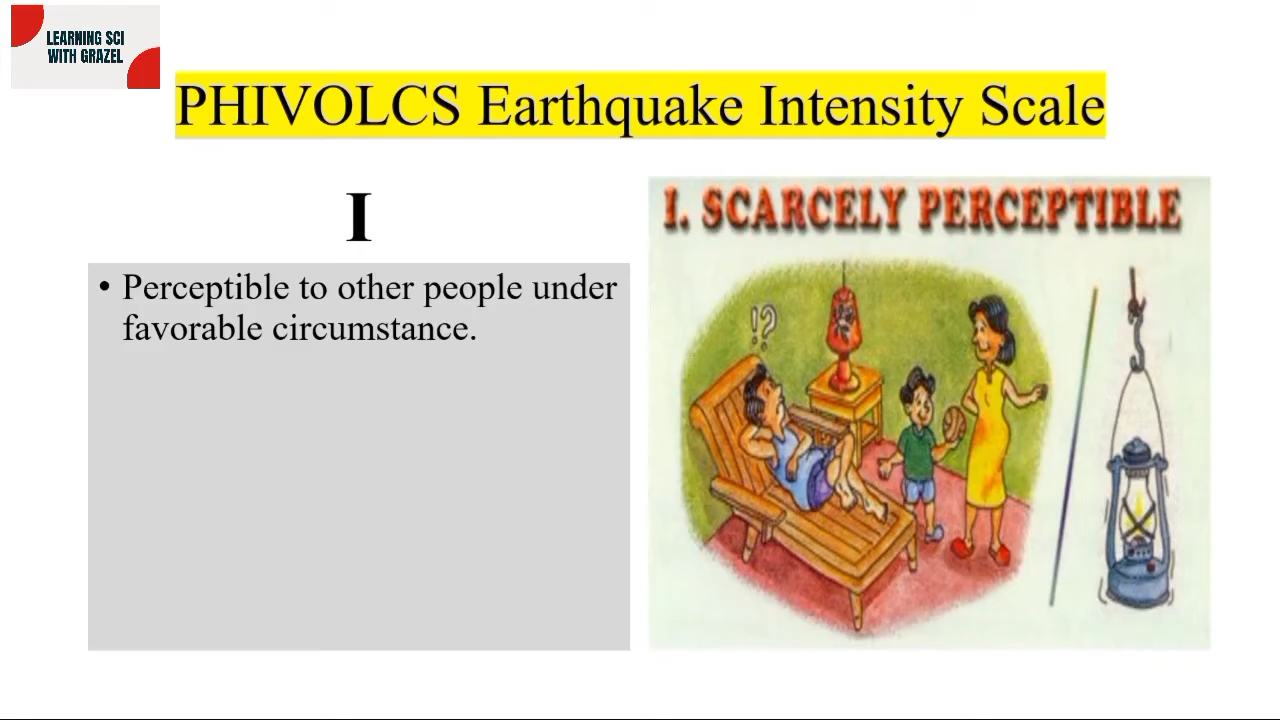 LEARNING SCI
WITH GRAZEL
PHIVOLCS Earthquake Intensity Scale
I
• Perceptible to other people under
favorable circumstance.
I. SCARCELY PERCEPTIBLE
!?